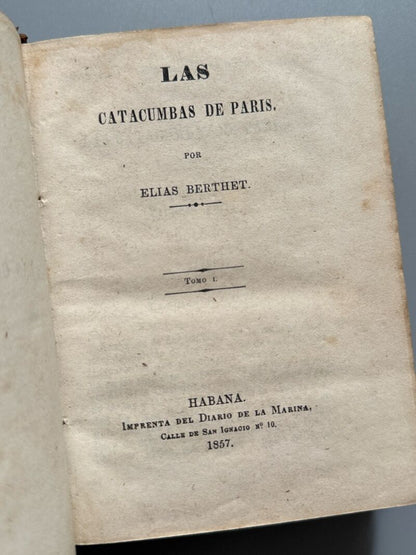 LAS
CATACUMBAS DE PARIS.
POR
ELIAS BERTHET.
Tomo I.
HABANA.
IMPRENTA DEL DIARIO DE LA MARINA,
CALLE DE SAN IGNACIO Nº 10.
1857.